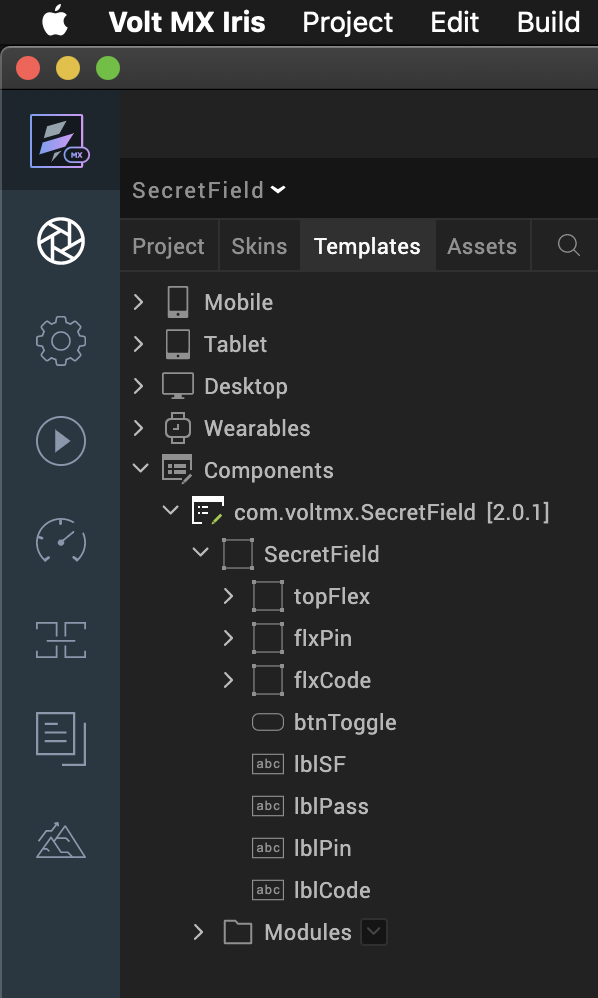 Volt MX Iris Project Edit Build
MX
SecretField
Project Skins Templates Assets
Mobile
Tablet
Desktop
Wearables
Components
com.voltmx.SecretField [2.0.1]
SecretField
topFlex
flxPin
flxCode
btnToggle
abc lblSF
abc lblPass
abc lblPin
abc lblCode
Modules